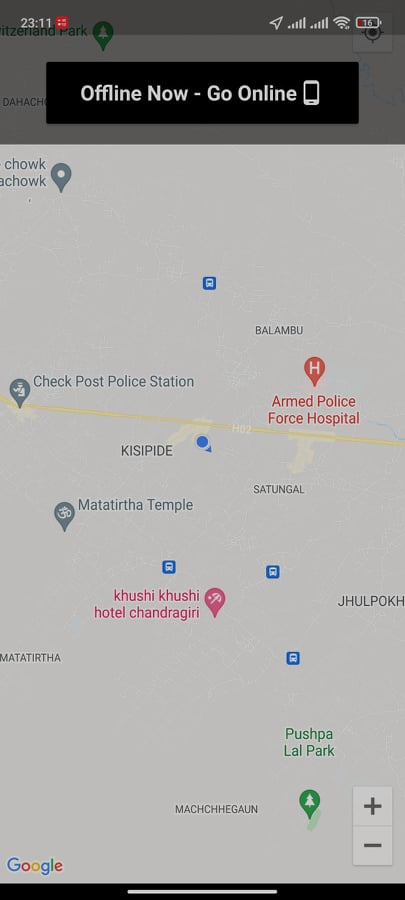 23:11
16
itzerland Park
DAHACHO
Offline Now - Go Online
chowk
achowk
BALAMBU
H
Check Post Police Station
Armed Police
Force Hospital
H02
KISIPIDE
SATUNGAL
ॐ
Matatirtha Temple
khushi khushi
hotel chandragiri
JHULPOKH
MATATIRTHA
Pushpa
Lal Park
MACHCHHEGAUN
+
−
Google